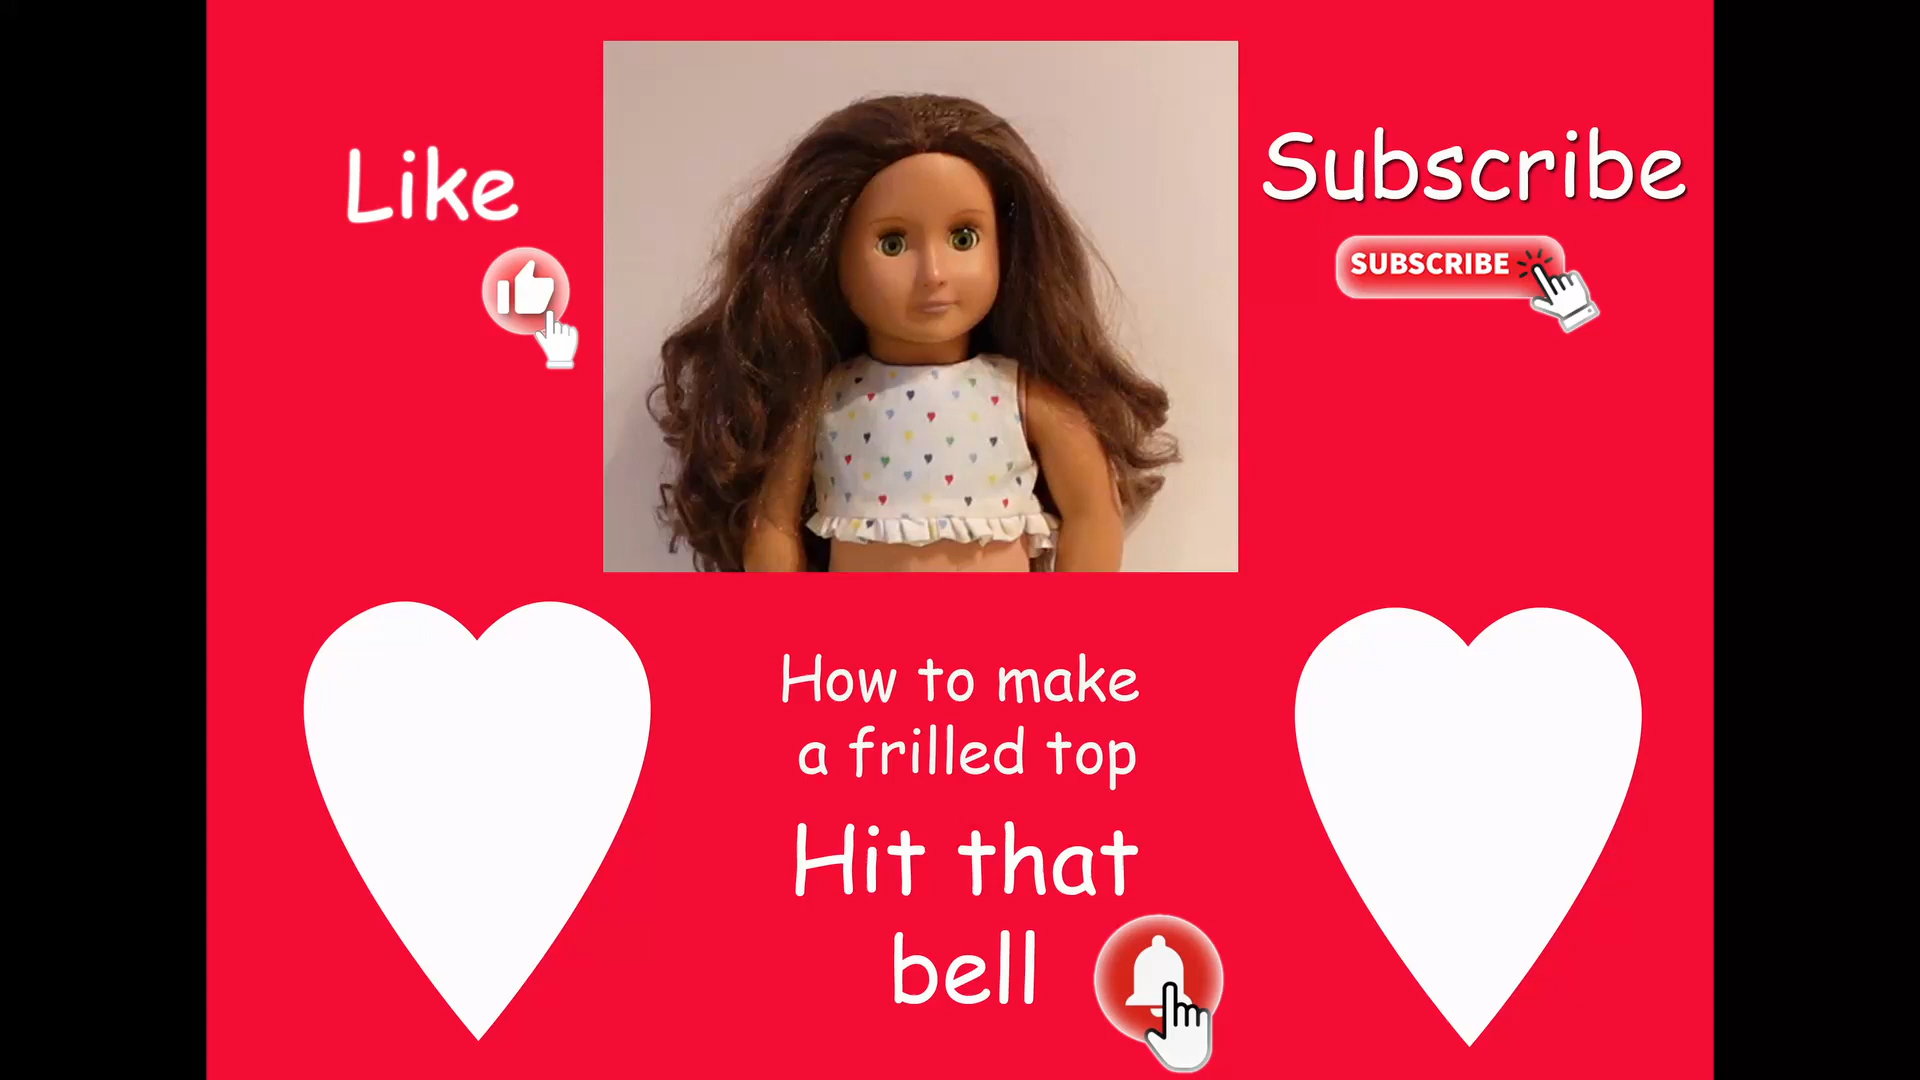 Like
Subscribe
SUBSCRIBE
How to make
a frilled top
Hit that
bell